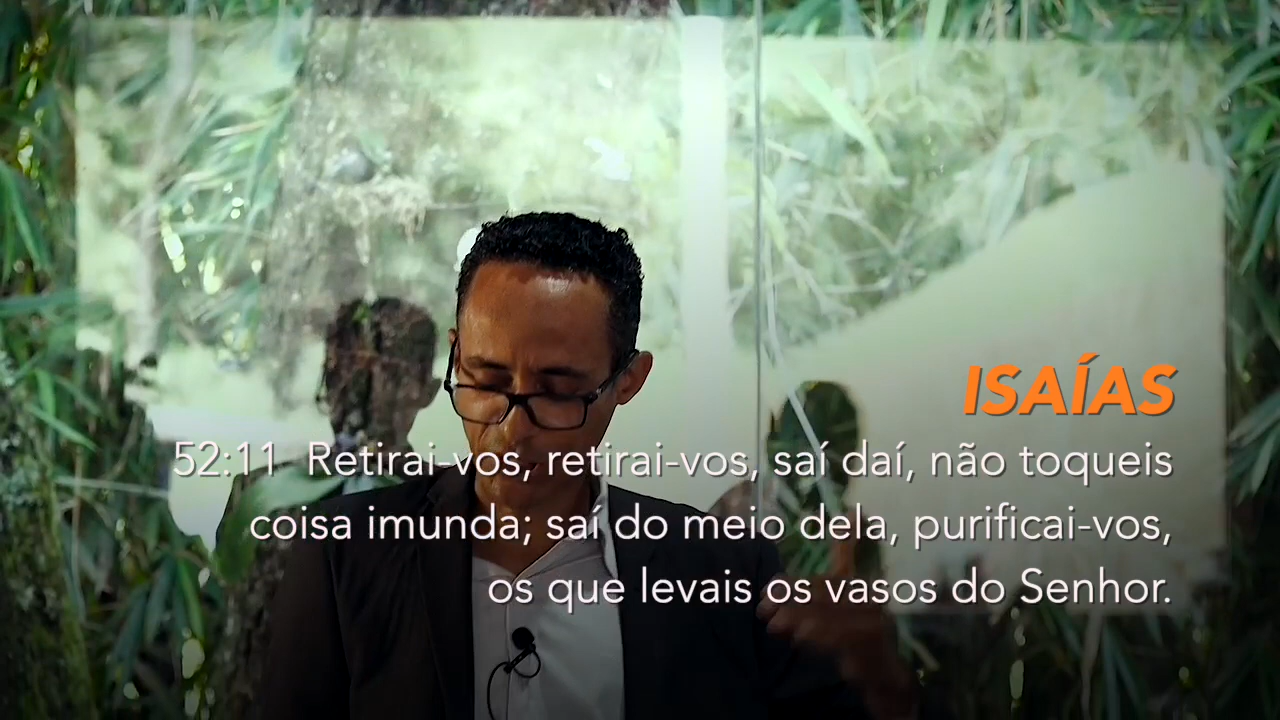 ISAÍAS
52:11 Retirai-vos, retirai-vos, saí daí, não toqueis
coisa imunda; saí do meio dela, purificai-vos,
os que levais os vasos do Senhor.